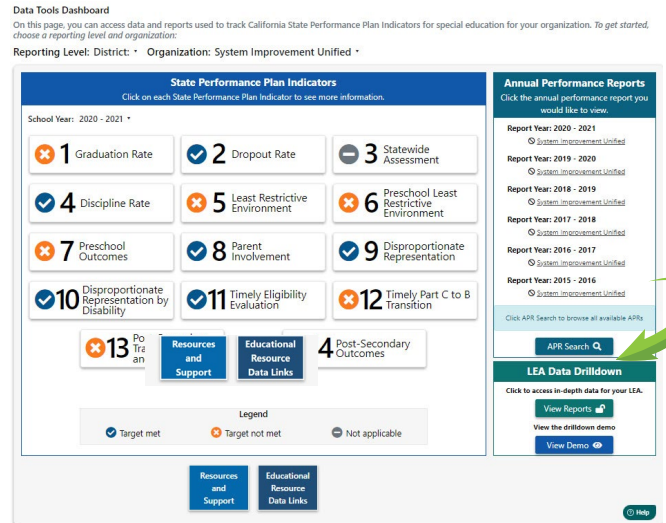 Data Tools Dashboard
On this page, you can access data and reports used to track California State Performance Plan Indicators for special education for your organization. To get started,
choose a reporting level and organization:
Reporting Level: District: Organization: System Improvement Unified
State Performance Plan Indicators
Click on each State Performance Plan Indicator to see more information.
School Year: 2020 - 2021
1 Graduation Rate
2 Dropout Rate
3 Statewide
Assessment
4 Discipline Rate
5 Least Restrictive
Environment
6 Preschool Least
Restrictive
Environment
7 Preschool
Outcomes
8 Parent
Involvement
9 Disproportionate
Representation
10 Disproportionate
Representation by
Disability
11 Timely Eligibility
Evaluation
12 Timely Part C to B
Transition
13
Resources
and
Support
Educational
Resource
Data Links
4 Post-Secondary
Outcomes
Legend
Target met
Target not met
Not applicable
Resources
and
Support
Educational
Resource
Data Links
Annual Performance Reports
Click the annual performance report you
would like to view.
Report Year: 2020 - 2021
System Improvement Unified
Report Year: 2019 - 2020
System Improvement Unified
Report Year: 2018 - 2019
System Improvement Unified
Report Year: 2017 - 2018
System Improvement Unified
Report Year: 2016 - 2017
System Improvement Unified
Report Year: 2015 - 2016
System Improvement Unified
Click APR Search to browse all available APRs
APR Search
LEA Data Drilldown
Click to access in-depth data for your LEA.
View Reports
View the drilldown demo
View Demo
Help